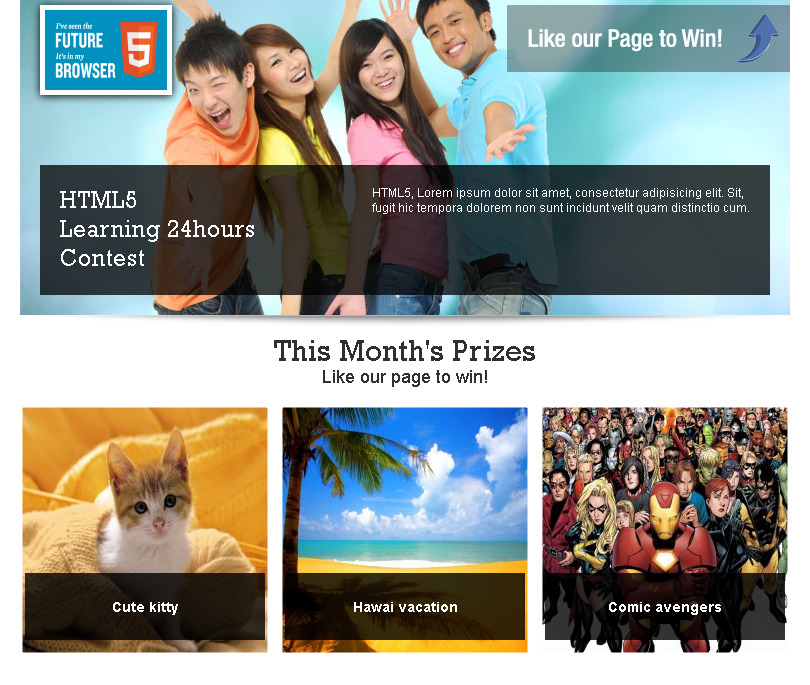 I've seen the
FUTURE
It's in my
BROWSER
5
Like our Page to Win!
HTML5
Learning 24hours
Contest
HTML5, Lorem ipsum dolor sit amet, consectetur adipisicing elit. Sit,
fugit hic tempora dolorem non sunt incidunt velit quam distinctio cum.
This Month's Prizes
Like our page to win!
Cute kitty
Hawai vacation
Comic avengers